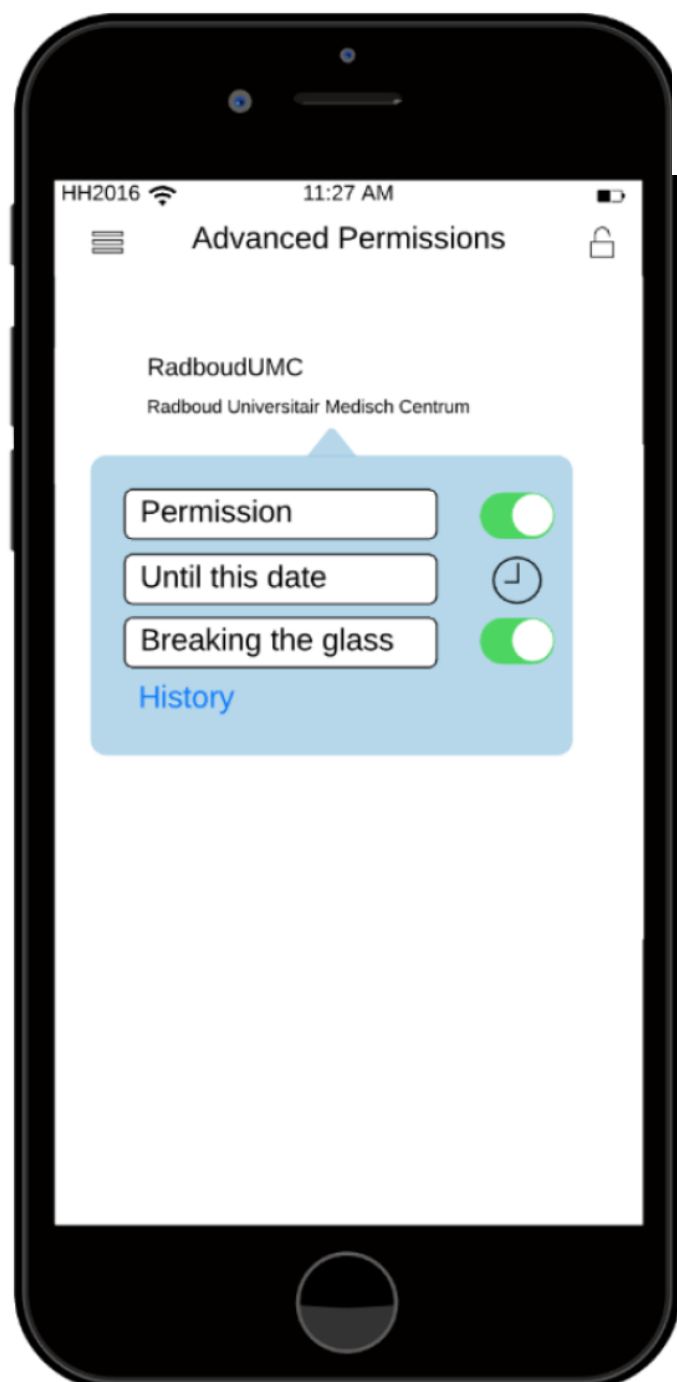 HH2016 11:27 AM
Advanced Permissions
RadboudUMC
Radboud Universitair Medisch Centrum
Permission
Until this date
Breaking the glass
History